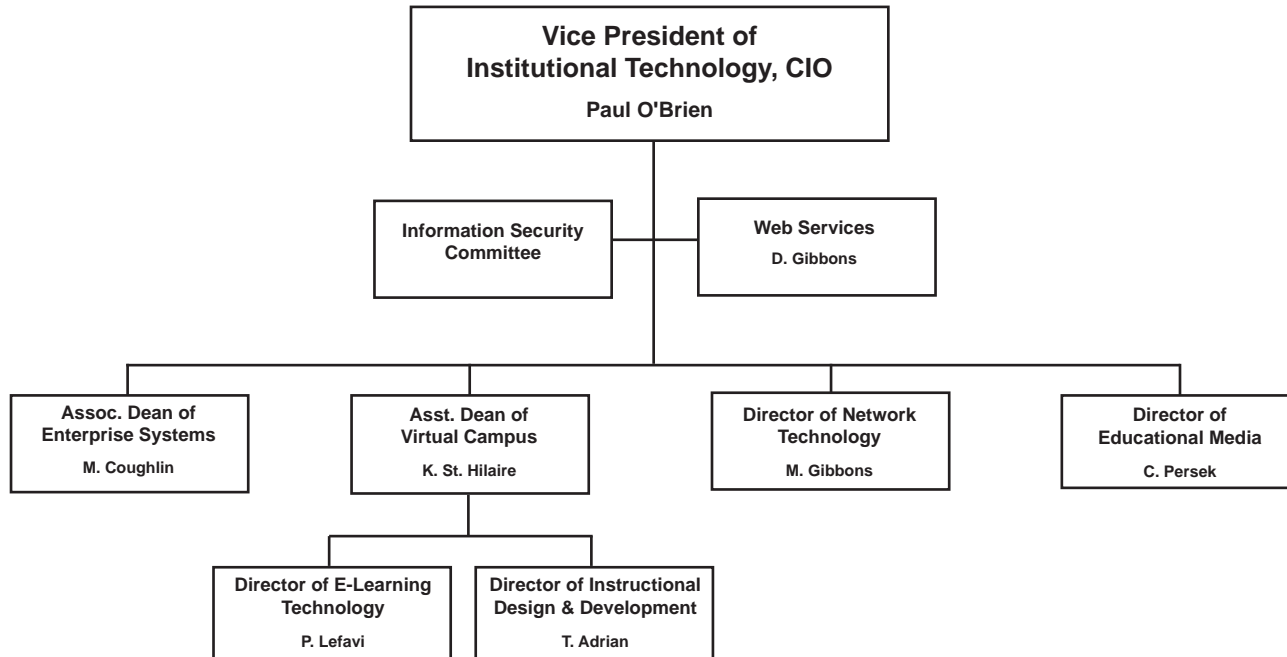 Vice President of
Institutional Technology, CIO
Paul O'Brien
Information Security
Committee
Web Services
D. Gibbons
Assoc. Dean of
Enterprise Systems
M. Coughlin
Asst. Dean of
Virtual Campus
K. St. Hilaire
Director of Network
Technology
M. Gibbons
Director of
Educational Media
C. Persek
Director of E-Learning
Technology
P. Lefavi
Director of Instructional
Design & Development
T. Adrian